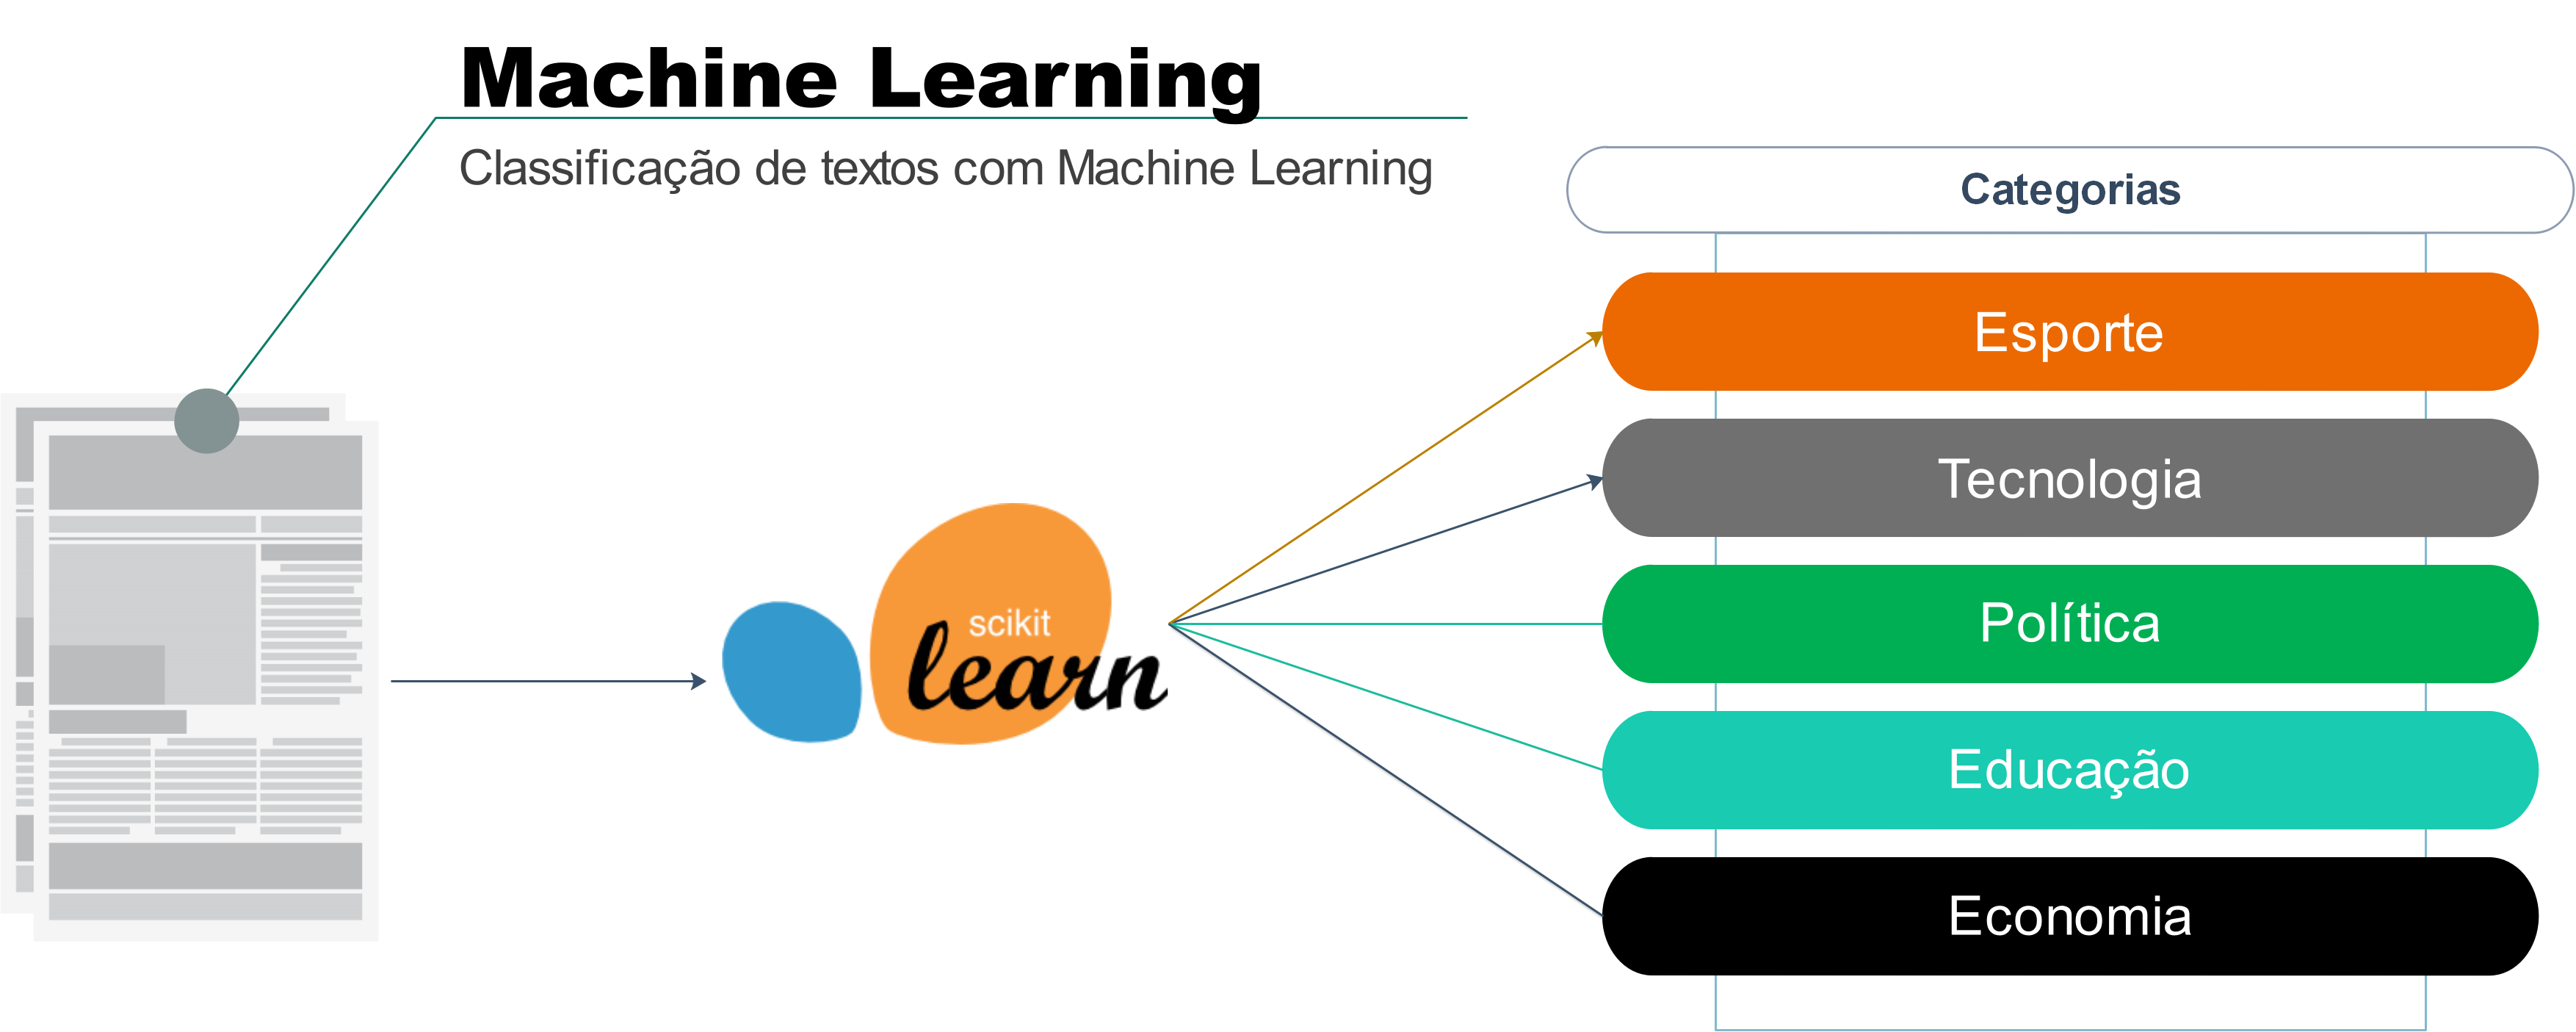 Machine Learning
Classificação de textos com Machine Learning
Categorias
Esporte
Tecnologia
scikit
learn
Política
Educação
Economia